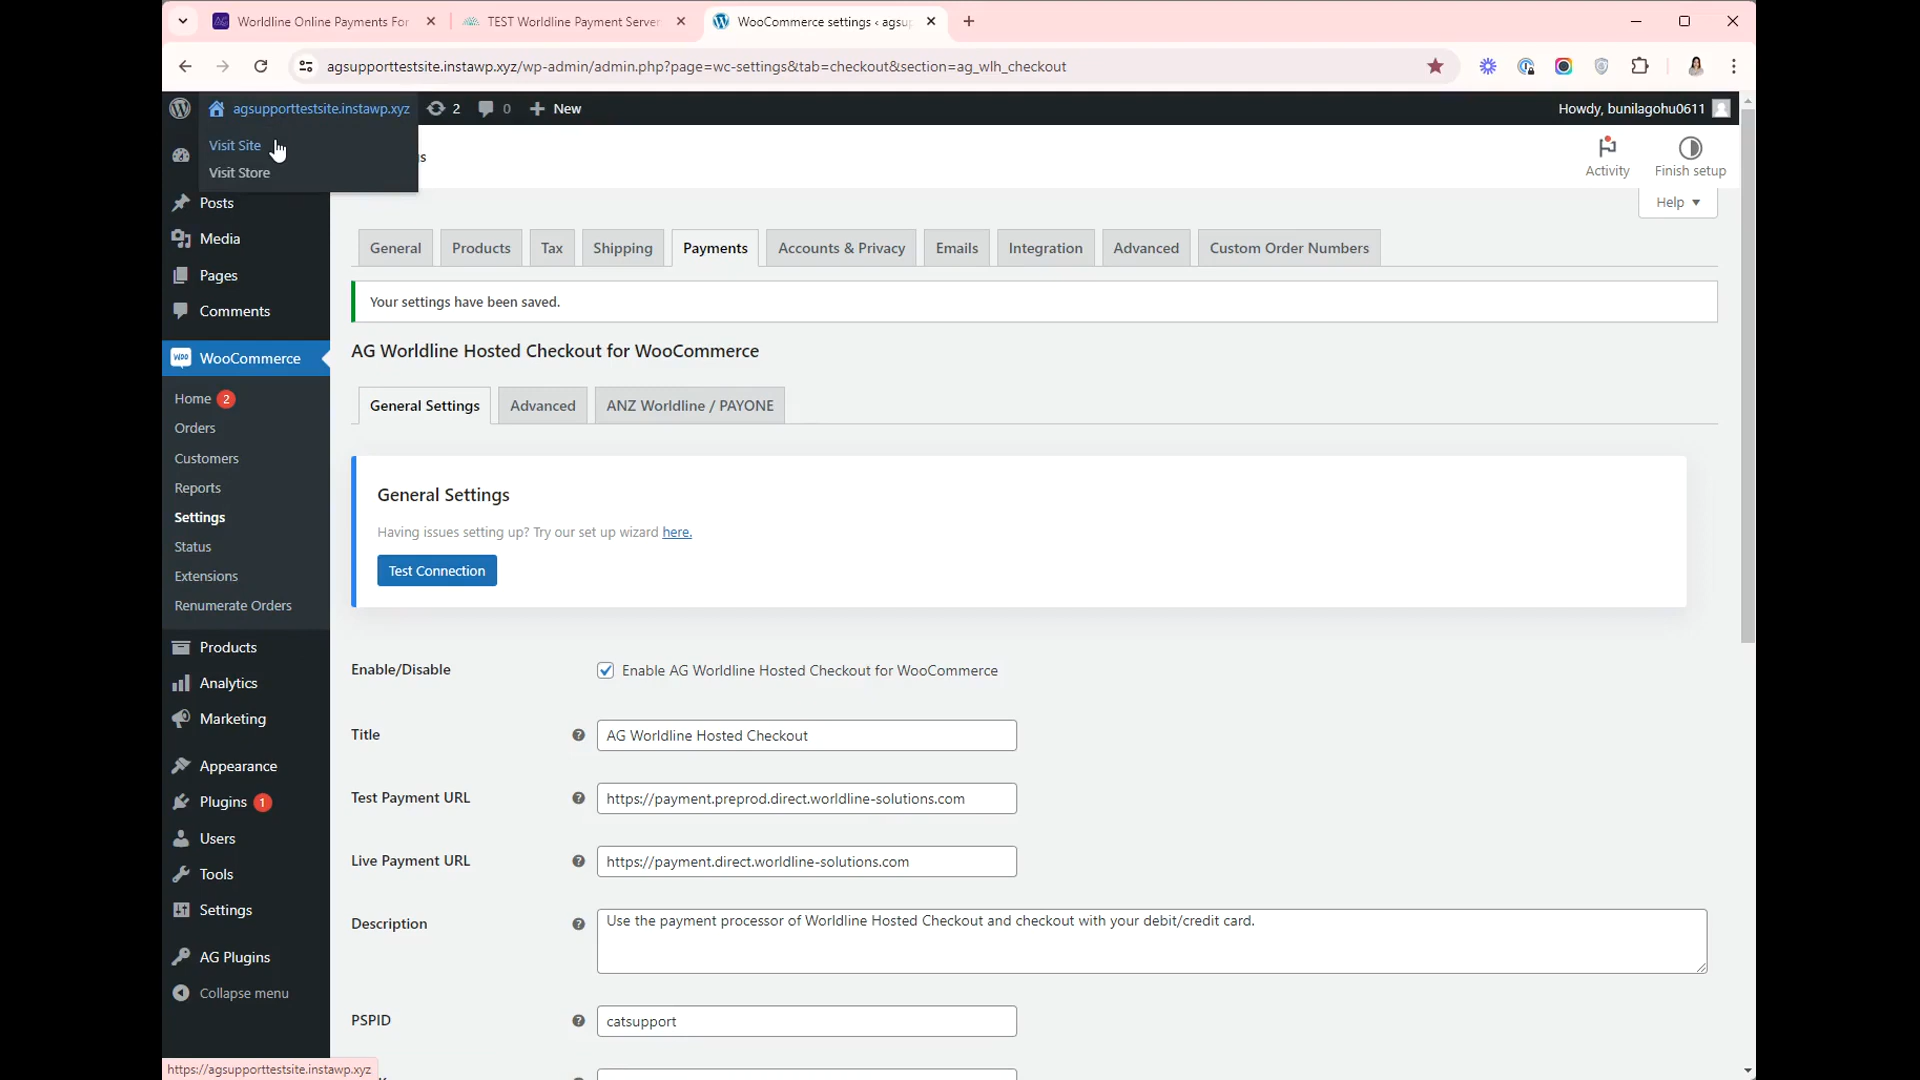 Worldline Online Payments For
TEST Worldline Payment Server
WooCommerce settings ‹ agsu
agsupporttestsite.instawp.xyz/wp-admin/admin.php?page=wc-settings&tab=checkout&section=ag_wlh_checkout
agsupporttestsite.instawp.xyz
2
0
New
Howdy, bunilagohu0611
Visit Site
Visit Store
Activity
Finish setup
Help
Posts
Media
Pages
Comments
WooCommerce
Home 2
Orders
Customers
Reports
Settings
Status
Extensions
Renumerate Orders
Products
Analytics
Marketing
Appearance
Plugins 1
Users
Tools
Settings
AG Plugins
Collapse menu
General
Products
Tax
Shipping
Payments
Accounts & Privacy
Emails
Integration
Advanced
Custom Order Numbers
Your settings have been saved.
AG Worldline Hosted Checkout for WooCommerce
General Settings
Advanced
ANZ Worldline / PAYONE
General Settings
Having issues setting up? Try our set up wizard here.
Test Connection
Enable/Disable
Enable AG Worldline Hosted Checkout for WooCommerce
Title
AG Worldline Hosted Checkout
Test Payment URL
https://payment.preprod.direct.worldline-solutions.com
Live Payment URL
https://payment.direct.worldline-solutions.com
Description
Use the payment processor of Worldline Hosted Checkout and checkout with your debit/credit card.
PSPID
catsupport
https://agsupporttestsite.instawp.xyz